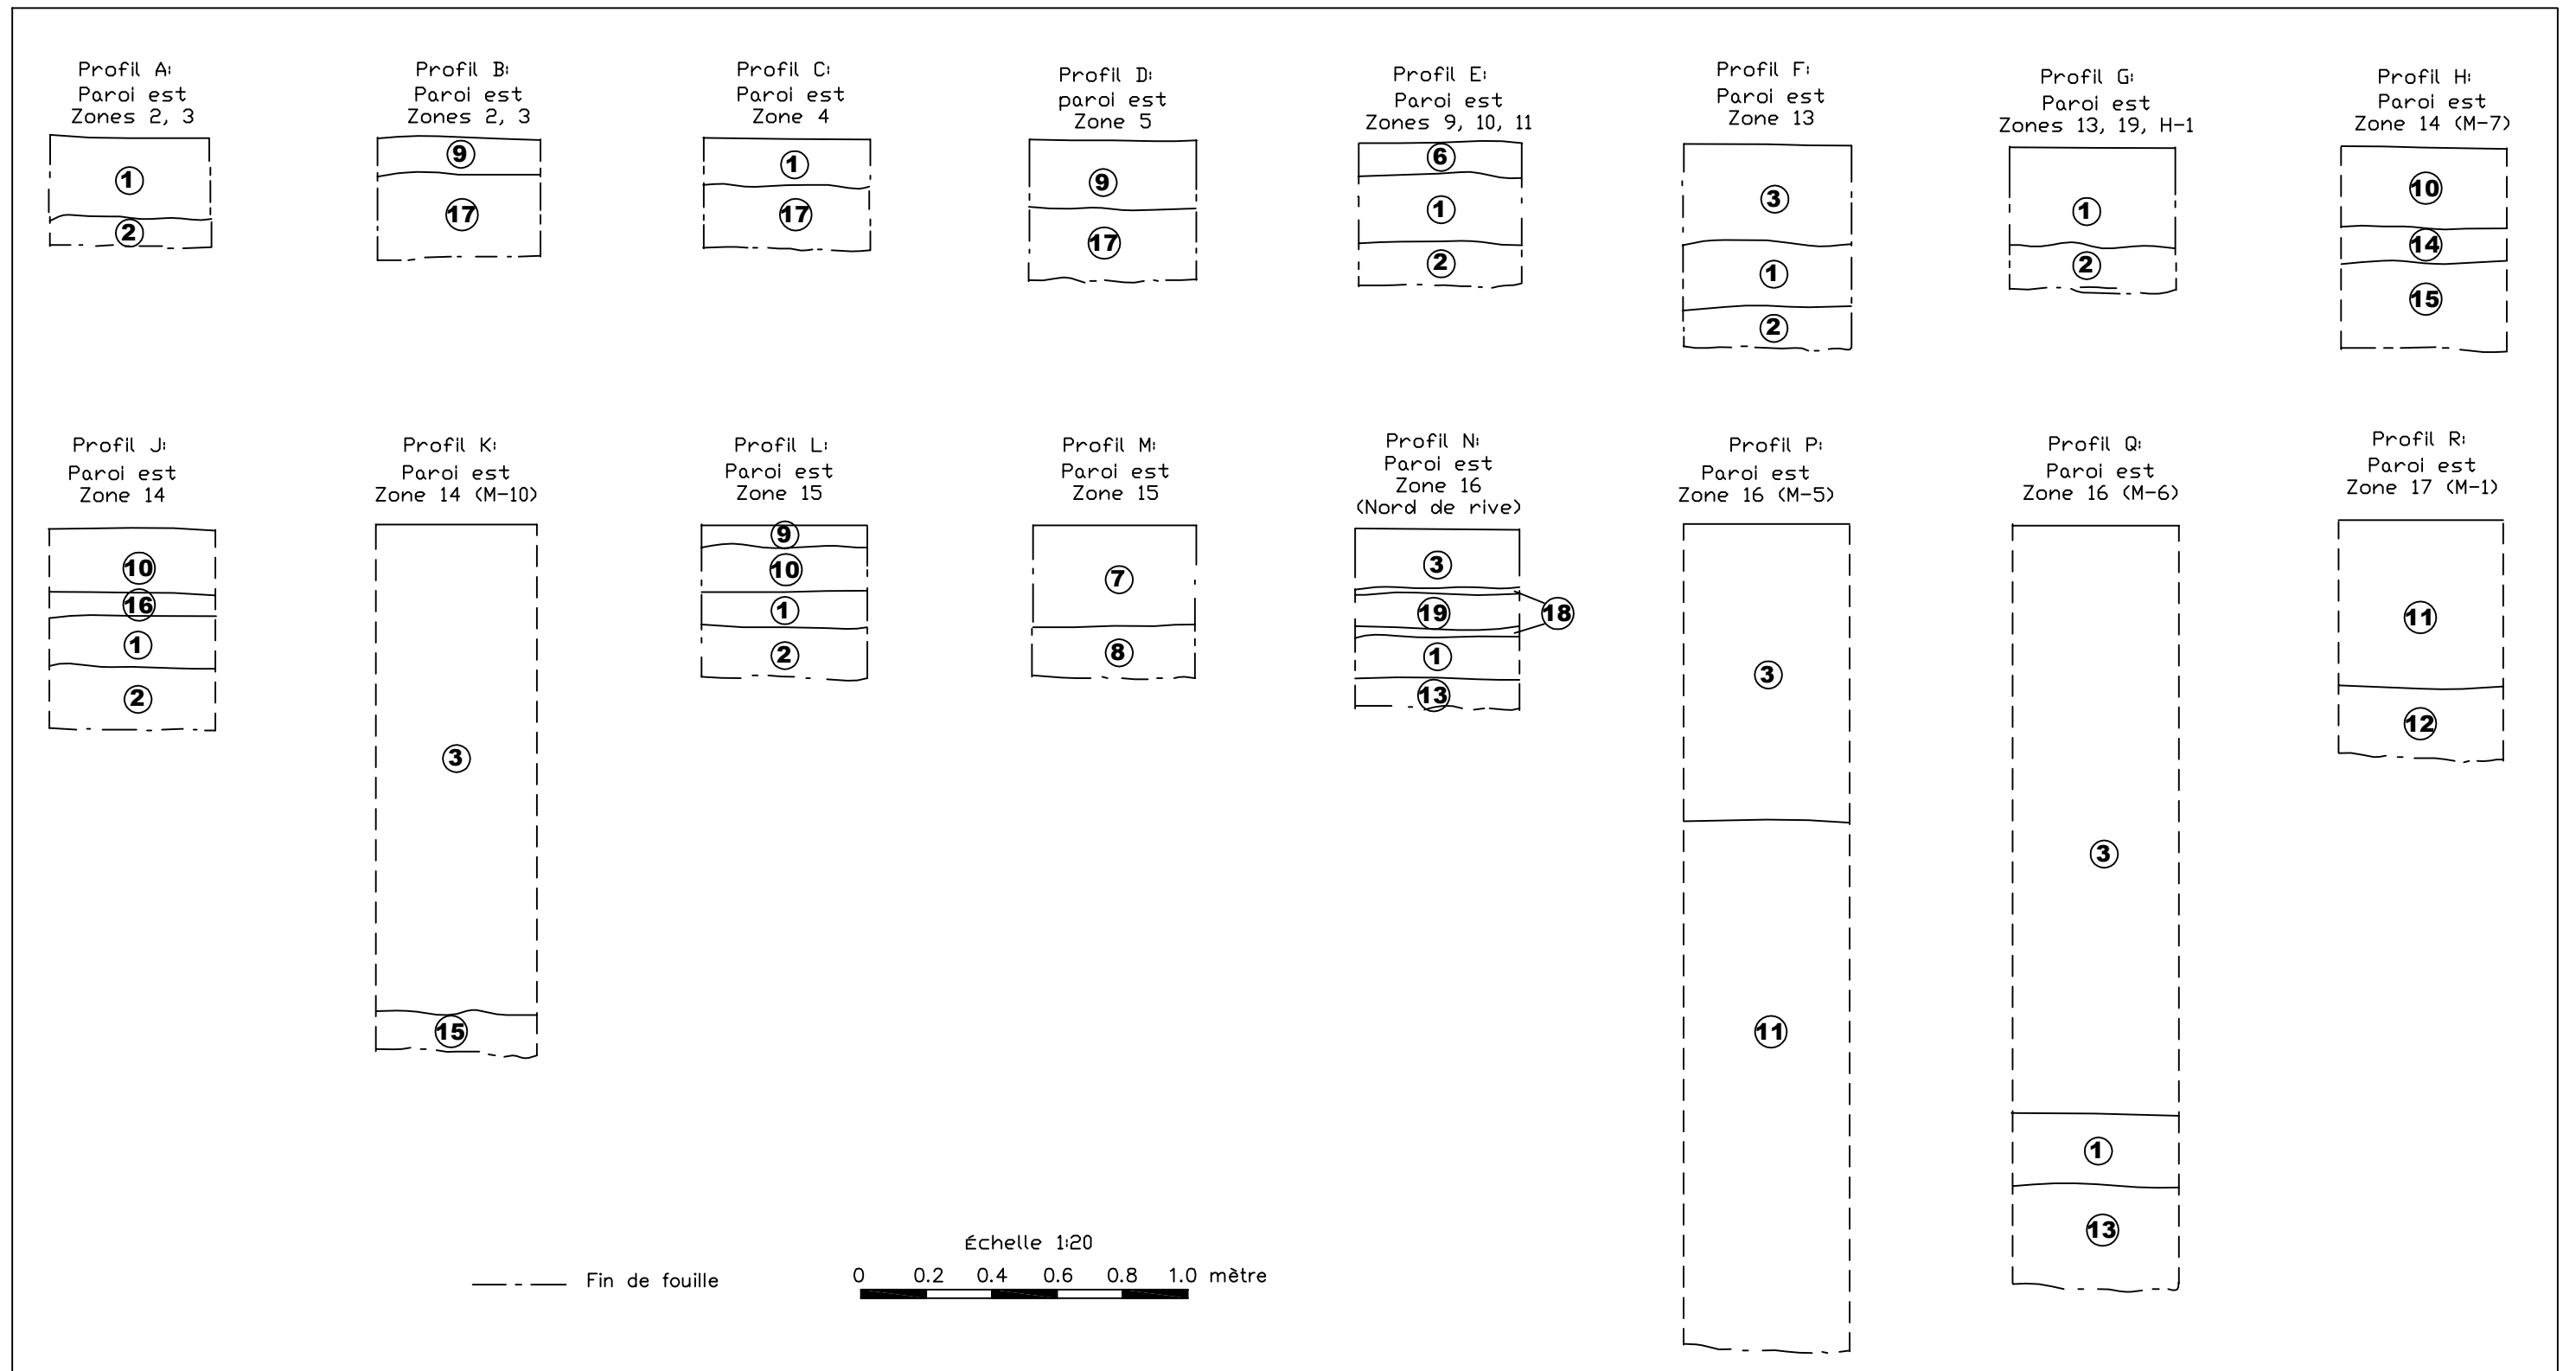 Profil A:
Paroi est
Zones 2, 3
1
2
Profil B:
Paroi est
Zones 2, 3
9
17
Profil C:
Paroi est
Zone 4
1
17
Profil D:
paroi est
Zone 5
9
17
Profil E:
Paroi est
Zones 9, 10, 11
6
1
2
Profil F:
Paroi est
Zone 13
3
1
2
Profil G:
Paroi est
Zones 13, 19, H-1
1
2
Profil H:
Paroi est
Zone 14 (M-7)
10
14
15
Profil J:
Paroi est
Zone 14
10
16
1
2
Profil K:
Paroi est
Zone 14 (M-10)
3
15
Profil L:
Paroi est
Zone 15
9
10
1
2
Profil M:
Paroi est
Zone 15
7
8
Profil N:
Paroi est
Zone 16
(Nord de rive)
3
19
18
1
13
Profil P:
Paroi est
Zone 16 (M-5)
3
11
Profil Q:
Paroi est
Zone 16 (M-6)
3
1
13
Profil R:
Paroi est
Zone 17 (M-1)
11
12
Fin de fouille
Échelle 1:20
0 0.2 0.4 0.6 0.8 1.0 mètre